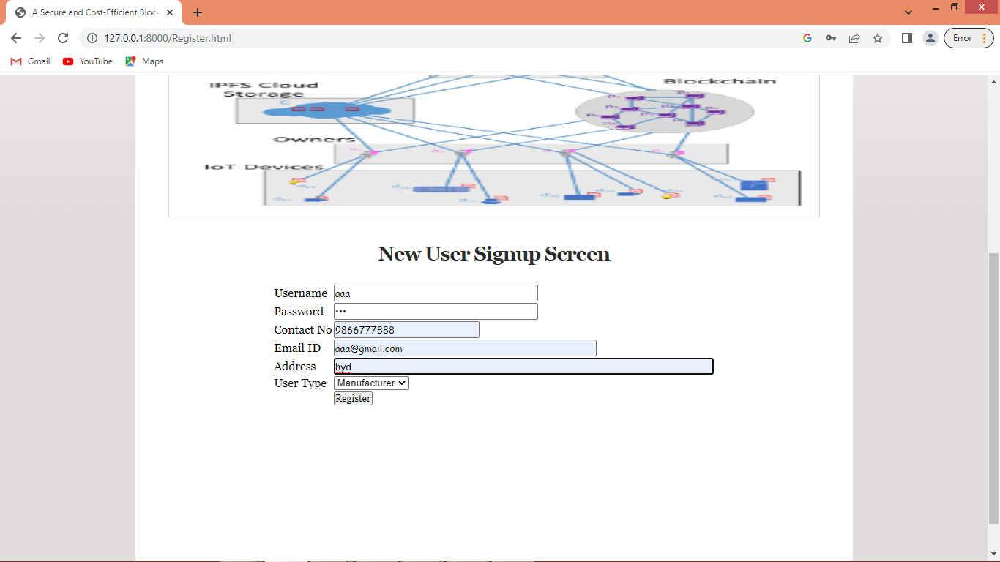 A Secure and Cost-Efficient Block
127.0.0.1:8000/Register.html
Error
Gmail
YouTube
Maps
IPFS Cloud
Storage
Blockchain
C
Owners
IoT Devices
New User Signup Screen
Username aaa
Password •••
Contact No 9866777888
Email ID aaa@gmail.com
Address hyd
User Type Manufacturer
Register